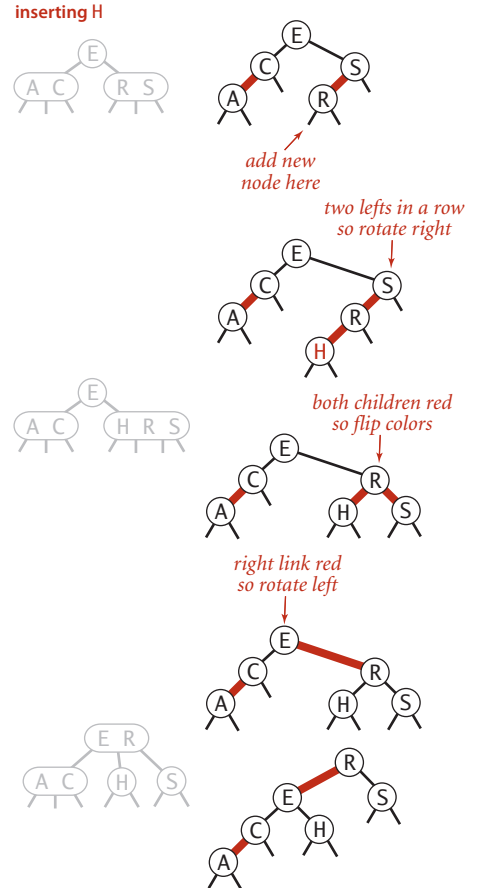 inserting H
E
A C
R S
E
C
S
A
R
add new
node here
two lefts in a row
so rotate right
E
C
S
A
R
H
E
A C
H R S
both children red
so flip colors
E
C
R
A
H
S
right link red
so rotate left
E
C
R
A
H
S
E R
A C
H
S
R
E
S
C
H
A